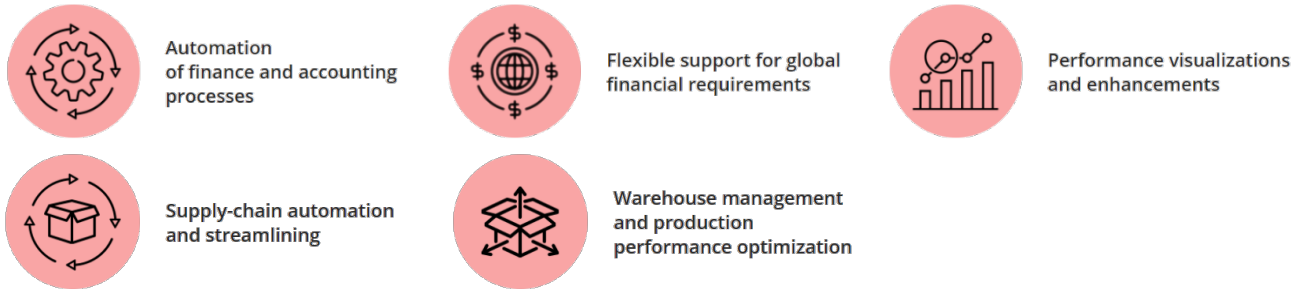 Automation
of finance and accounting
processes
Flexible support for global
financial requirements
Performance visualizations
and enhancements
Supply-chain automation
and streamlining
Warehouse management
and production
performance optimization